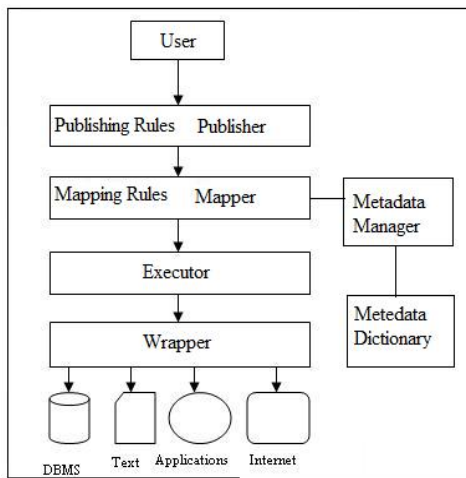 User
Publishing Rules Publisher
Mapping Rules Mapper
Metadata
Manager
Executor
Metedata
Dictionary
Wrapper
DBMS Text Applications Internet